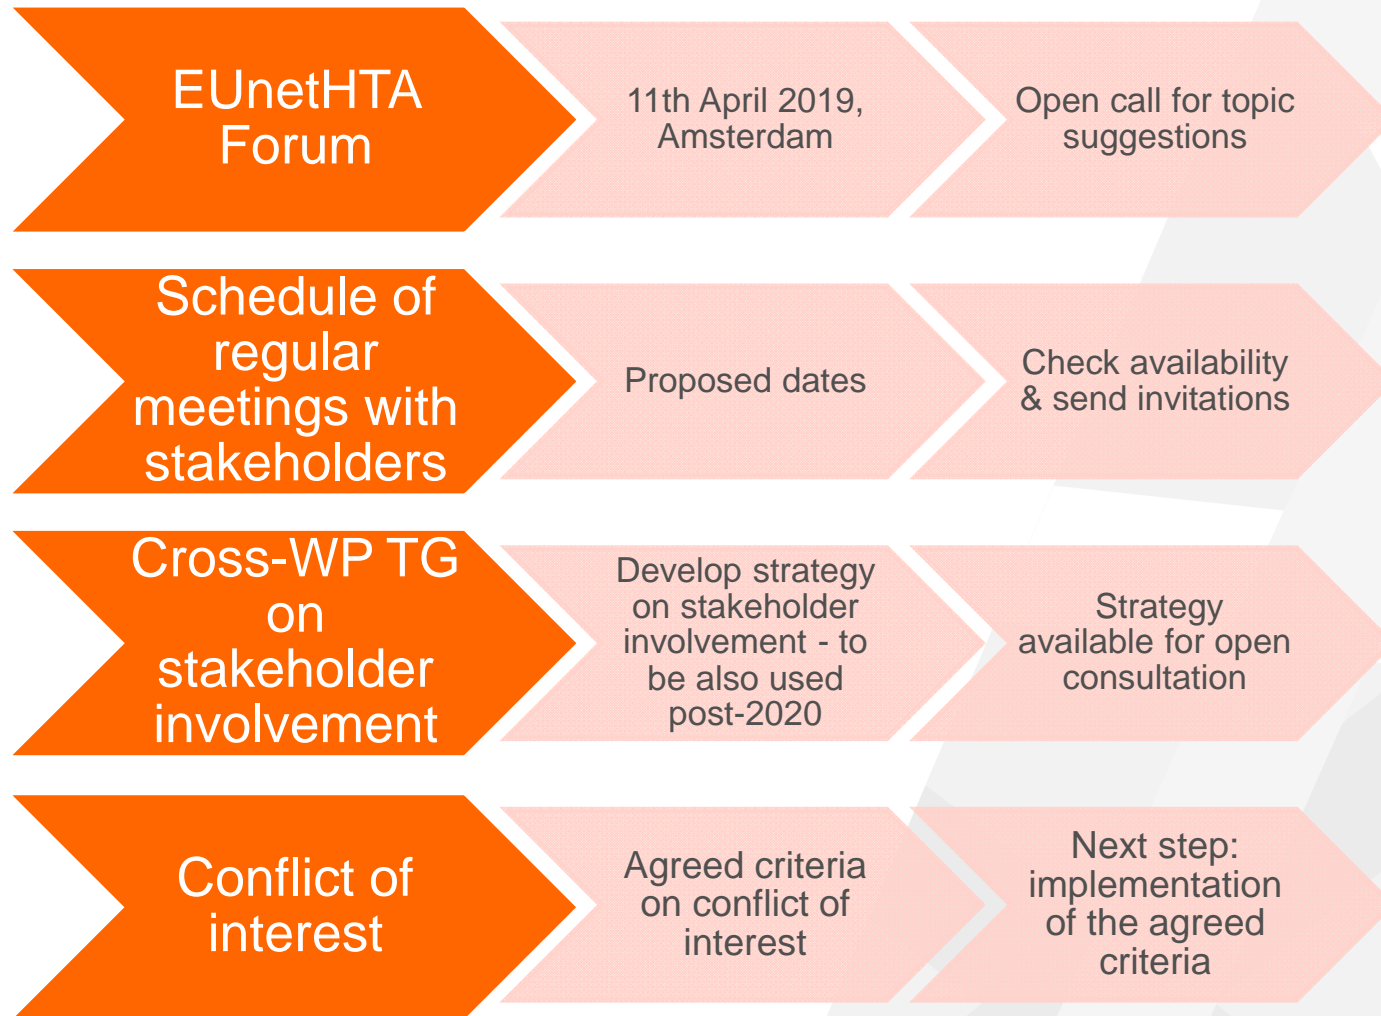 EUnetHTA
Forum
11th April 2019,
Amsterdam
Open call for topic
suggestions
Schedule of
regular
meetings with
stakeholders
Proposed dates
Check availability
& send invitations
Cross-WP TG
on
stakeholder
involvement
Develop strategy
on stakeholder
involvement - to
be also used
post-2020
Strategy
available for open
consultation
Conflict of
interest
Agreed criteria
on conflict of
interest
Next step:
implementation
of the agreed
criteria